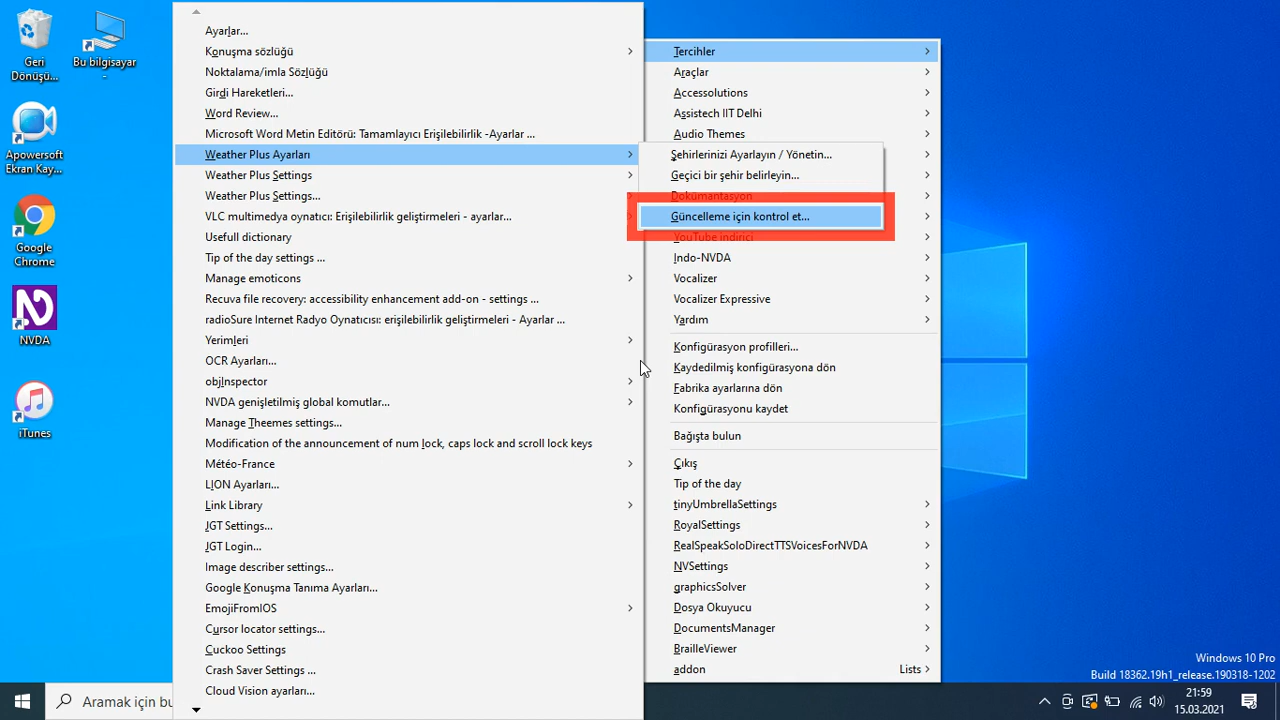 Geri
Dönüşü...
Bu bilgisayar
-
Apowersoft
Ekran Kay...
Google
Chrome
NVDA
iTunes
Ayarlar...
Konuşma sözlüğü
Noktalama/imla Sözlüğü
Girdi Hareketleri...
Word Review...
Microsoft Word Metin Editörü: Tamamlayıcı Erişilebilirlik -Ayarlar ...
Weather Plus Ayarları
Weather Plus Settings
Weather Plus Settings...
VLC multimedya oynatıcı: Erişilebilirlik geliştirmeleri - ayarlar...
Usefull dictionary
Tip of the day settings ...
Manage emoticons
Recuva file recovery: accessibility enhancement add-on - settings ...
radioSure Internet Radyo Oynatıcısı: erişilebilirlik geliştirmeleri - Ayarlar ...
Yerimleri
OCR Ayarları...
objInspector
NVDA genişletilmiş global komutlar...
Manage Theemes settings...
Modification of the announcement of num lock, caps lock and scroll lock keys
Météo-France
LION Ayarları...
Link Library
JGT Settings...
JGT Login...
Image describer settings...
Google Konuşma Tanıma Ayarları...
EmojiFromIOS
Cursor locator settings...
Cuckoo Settings
Crash Saver Settings ...
Cloud Vision ayarları...
Tercihler
Araçlar
Accessolutions
Assistech IIT Delhi
Audio Themes
Şehirlerinizi Ayarlayın / Yönetin...
Geçici bir şehir belirleyin...
Dokümantasyon
Güncelleme için kontrol et...
YouTube indirici
Indo-NVDA
Vocalizer
Vocalizer Expressive
Yardım
Konfigürasyon profilleri...
Kaydedilmiş konfigürasyona dön
Fabrika ayarlarına dön
Konfigürasyonu kaydet
Bağışta bulun
Çıkış
Tip of the day
tinyUmbrellaSettings
RoyalSettings
RealSpeakSoloDirectTTSVoicesForNVDA
NVSettings
graphicsSolver
Dosya Okuyucu
DocumentsManager
BrailleViewer
addon Lists
Windows 10 Pro
Build 18362.19h1_release.190318-1202
Aramak için bu
21:59
15.03.2021